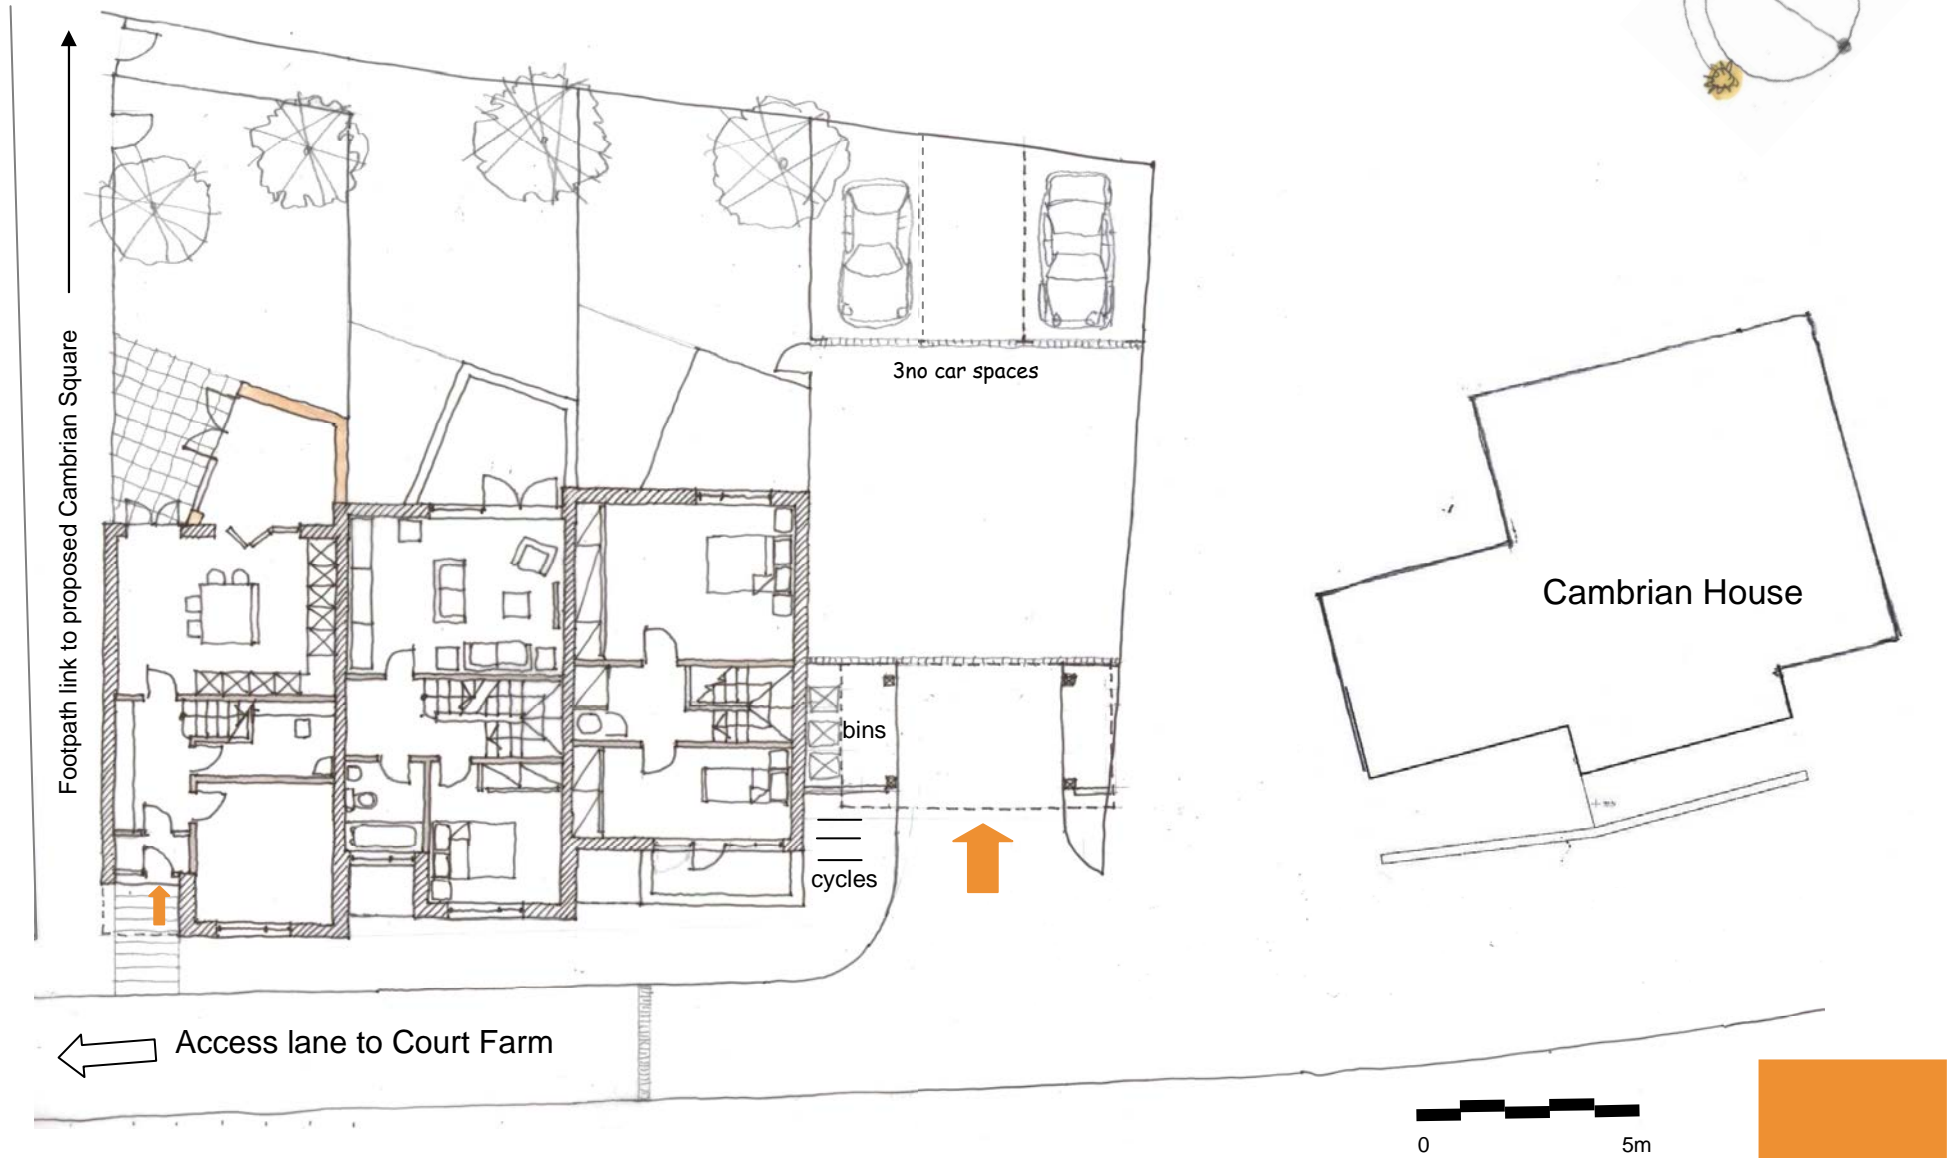 Footpath link to proposed Cambrian Square
3no car spaces
Cambrian House
bins
cycles
Access lane to Court Farm
0 5m